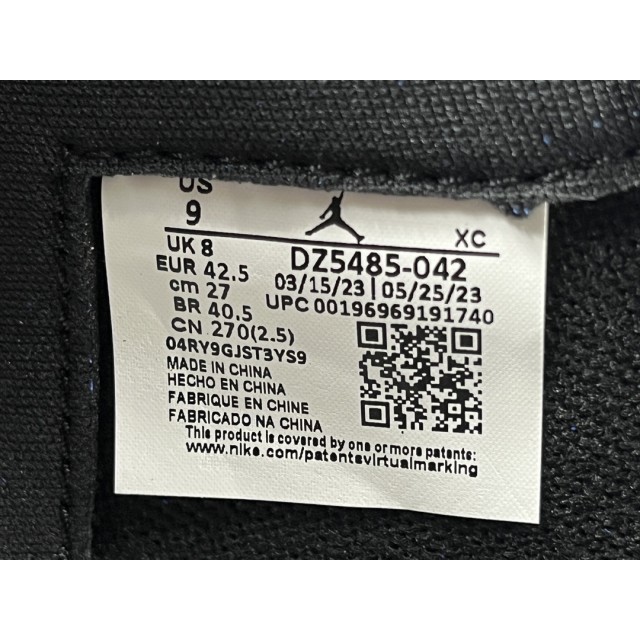 US
9
XC
UK 8
DZ5485-042
EUR 42.5
03/15/23 | 05/25/23
cm 27
UPC 00196969191740
BR 40.5
CN 270(2.5)
04RY9GJST3YS9
MADE IN CHINA
HECHO EN CHINA
FABRIQUE EN CHINE
FABRICADO NA CHINA
This product is covered by one or more patents:
www.nike.com/patentsvirtualmarking